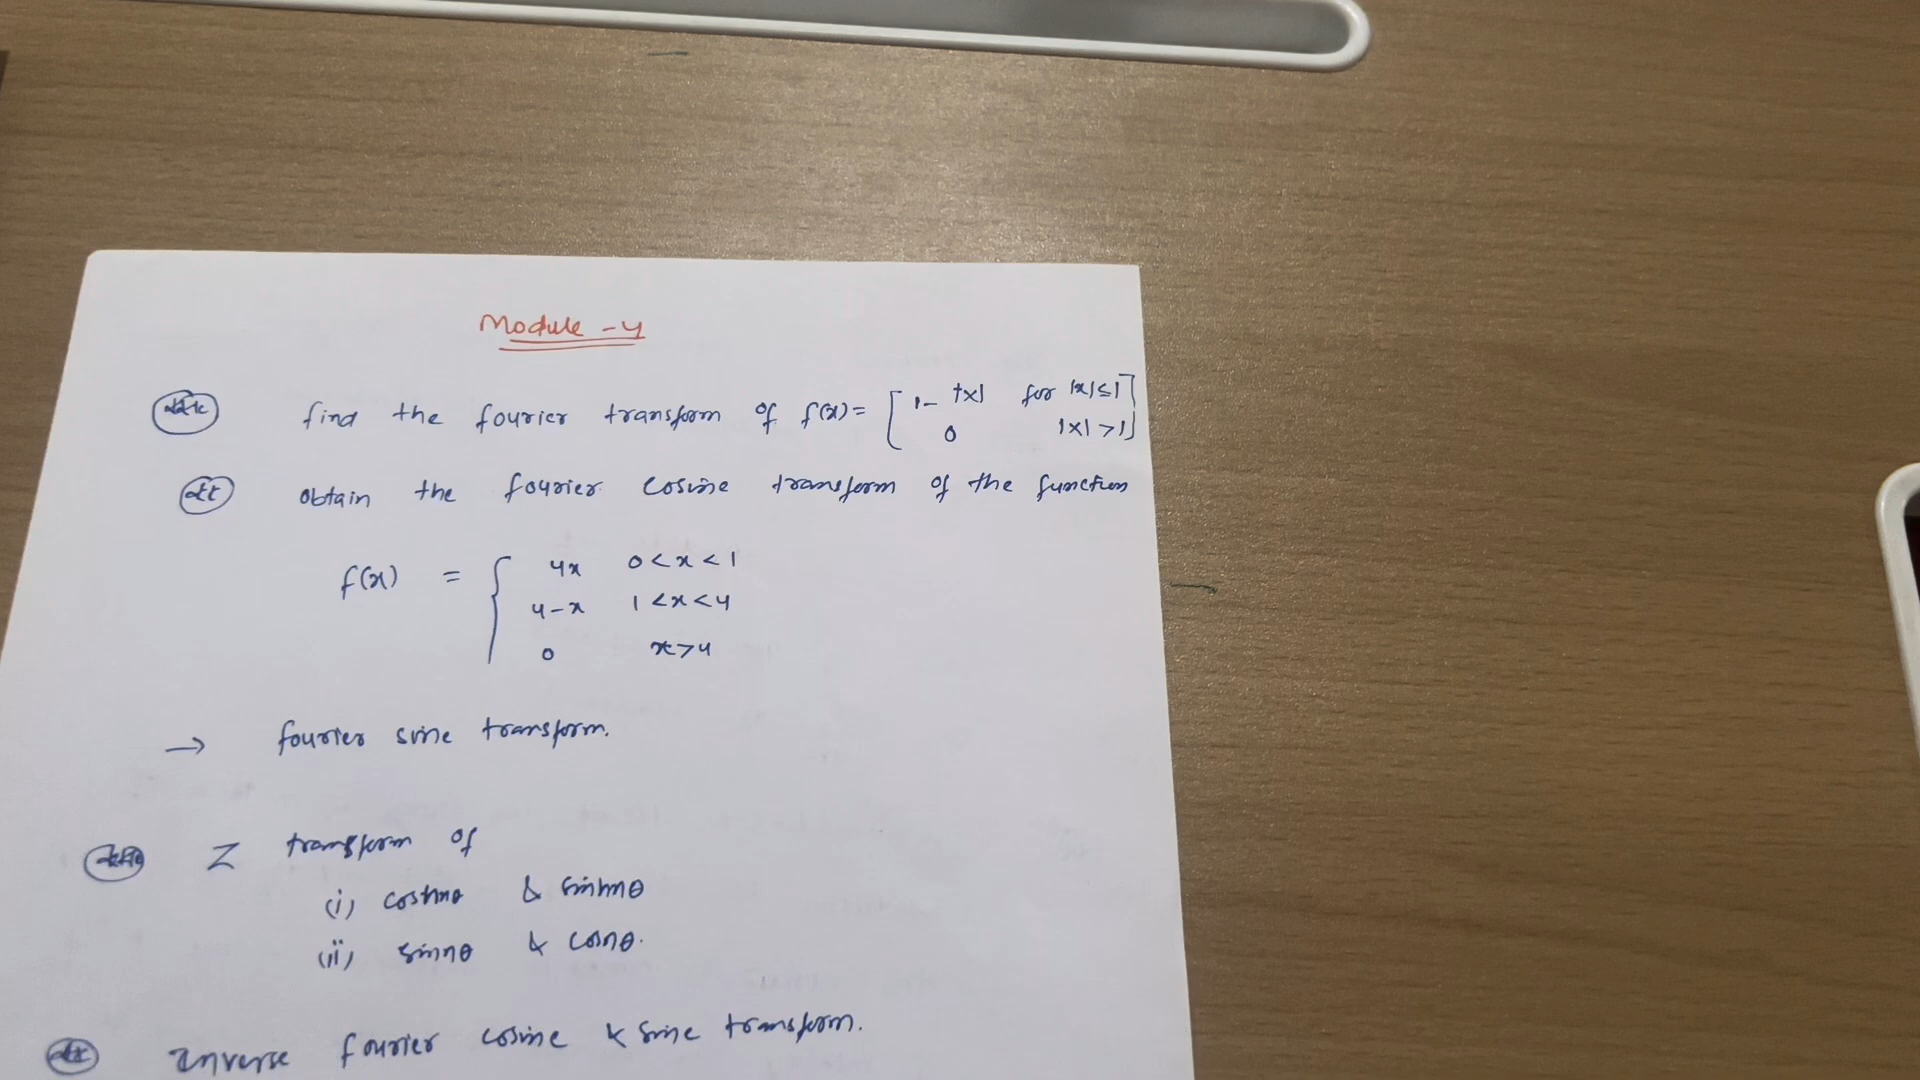 Module - 4
find the fourier transform of f(x) = [ 1- |x| for |x|≤1 ]
0 |x| >1
obtain the fourier cosine transform of the function
f(x) = { 4x 0<x<1
4-x 1<x<4
0 x>4
→ fourier sine transform.
Z transform of
(i) coshnθ & sinhnθ
(ii) sinnθ & cosnθ.
Inverse fourier cosine & sine transform.